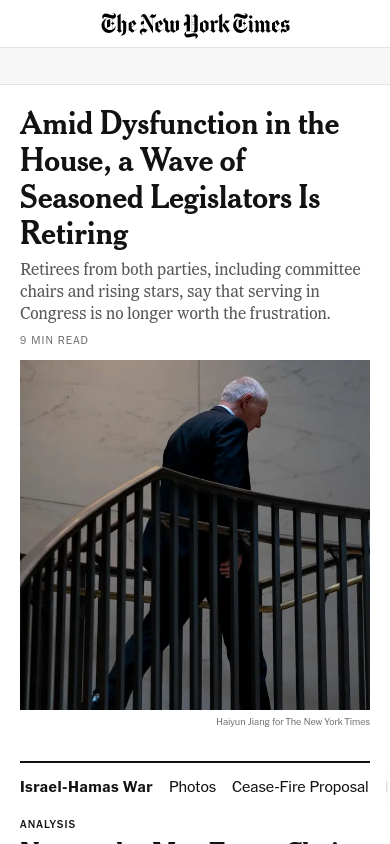 The New York Times
Amid Dysfunction in the
House, a Wave of
Seasoned Legislators Is
Retiring
Retirees from both parties, including committee
chairs and rising stars, say that serving in
Congress is no longer worth the frustration.
9 MIN READ
Haiyun Jiang for The New York Times
Israel-Hamas War Photos Cease-Fire Proposal
ANALYSIS